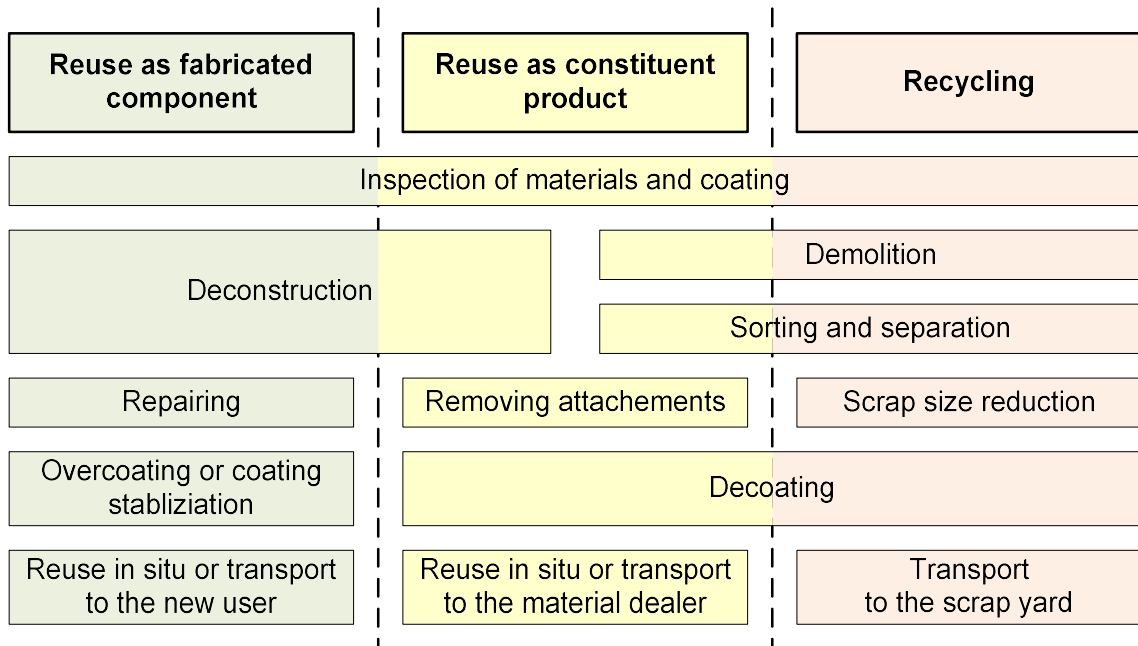 Reuse as fabricated
component
Reuse as constituent
product
Recycling
Inspection of materials and coating
Deconstruction
Demolition
Sorting and separation
Repairing
Removing attachements
Scrap size reduction
Overcoating or coating
stabliziation
Decoating
Reuse in situ or transport
to the new user
Reuse in situ or transport
to the material dealer
Transport
to the scrap yard